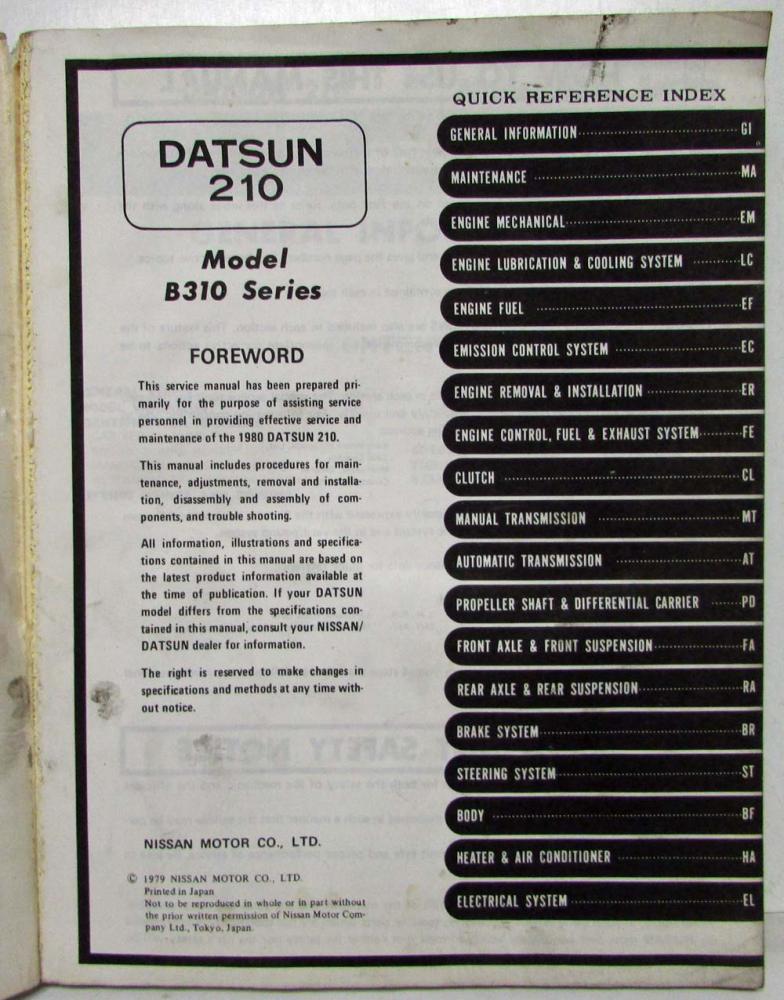 DATSUN
210
Model
B310 Series
FOREWORD
This service manual has been prepared pri-
marily for the purpose of assisting service
personnel in providing effective service and
maintenance of the 1980 DATSUN 210.
This manual includes procedures for main-
tenance, adjustments, removal and installa-
tion, disassembly and assembly of com-
ponents, and trouble shooting.
All information, illustrations and specifica-
tions contained in this manual are based on
the latest product information available at
the time of publication. If your DATSUN
model differs from the specifications con-
tained in this manual, consult your NISSAN/
DATSUN dealer for information.
The right is reserved to make changes in
specifications and methods at any time with-
out notice.
NISSAN MOTOR CO., LTD.
© 1979 NISSAN MOTOR CO., LTD.
Printed in Japan
Not to be reproduced in whole or in part without
the prior written permission of Nissan Motor Com-
pany Ltd., Tokyo, Japan.
QUICK REFERENCE INDEX
GENERAL INFORMATION GI
MAINTENANCE MA
ENGINE MECHANICAL EM
ENGINE LUBRICATION & COOLING SYSTEM LC
ENGINE FUEL EF
EMISSION CONTROL SYSTEM EC
ENGINE REMOVAL & INSTALLATION ER
ENGINE CONTROL, FUEL & EXHAUST SYSTEM FE
CLUTCH CL
MANUAL TRANSMISSION MT
AUTOMATIC TRANSMISSION AT
PROPELLER SHAFT & DIFFERENTIAL CARRIER PD
FRONT AXLE & FRONT SUSPENSION FA
REAR AXLE & REAR SUSPENSION RA
BRAKE SYSTEM BR
STEERING SYSTEM ST
BODY BF
HEATER & AIR CONDITIONER HA
ELECTRICAL SYSTEM EL